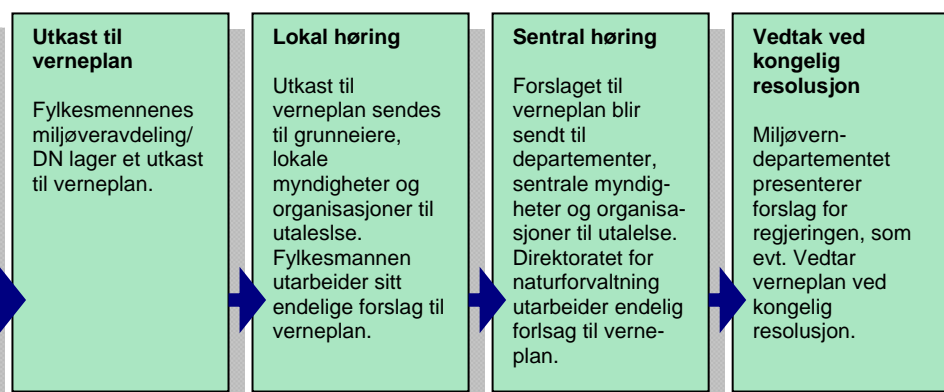 Utkast til
verneplan
Fylkesmennenes
miljøveravdeling/
DN lager et utkast
til verneplan.
Lokal høring
Utkast til
verneplan sendes
til grunneiere,
lokale
myndigheter og
organisasjoner til
utaleslse.
Fylkesmannen
utarbeider sitt
endelige forslag til
verneplan.
Sentral høring
Forslaget til
verneplan blir
sendt til
departementer,
sentrale myndig-
heter og organisa-
sjoner til utalelse.
Direktoratet for
naturforvaltning
utarbeider endelig
forlsag til verne-
plan.
Vedtak ved
kongelig
resolusjon
Miljøvern-
departementet
presenterer
forslag for
regjeringen, som
evt. Vedtar
verneplan ved
kongelig
resolusjon.